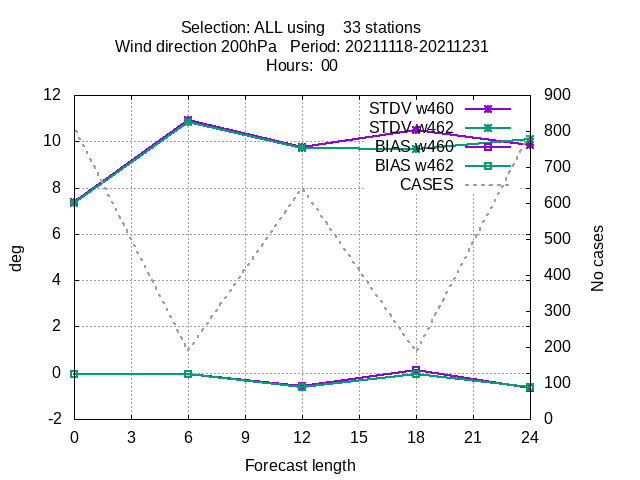 Selection: ALL using    33 stations
Wind direction 200hPa   Period: 20211118-20211231
Hours:  00
STDV w460
STDV w462
BIAS w460
BIAS w462
CASES
12
10
8
6
4
2
0
-2
deg
900
800
700
600
500
400
300
200
100
0
No cases
0 3 6 9 12 15 18 21 24
Forecast length